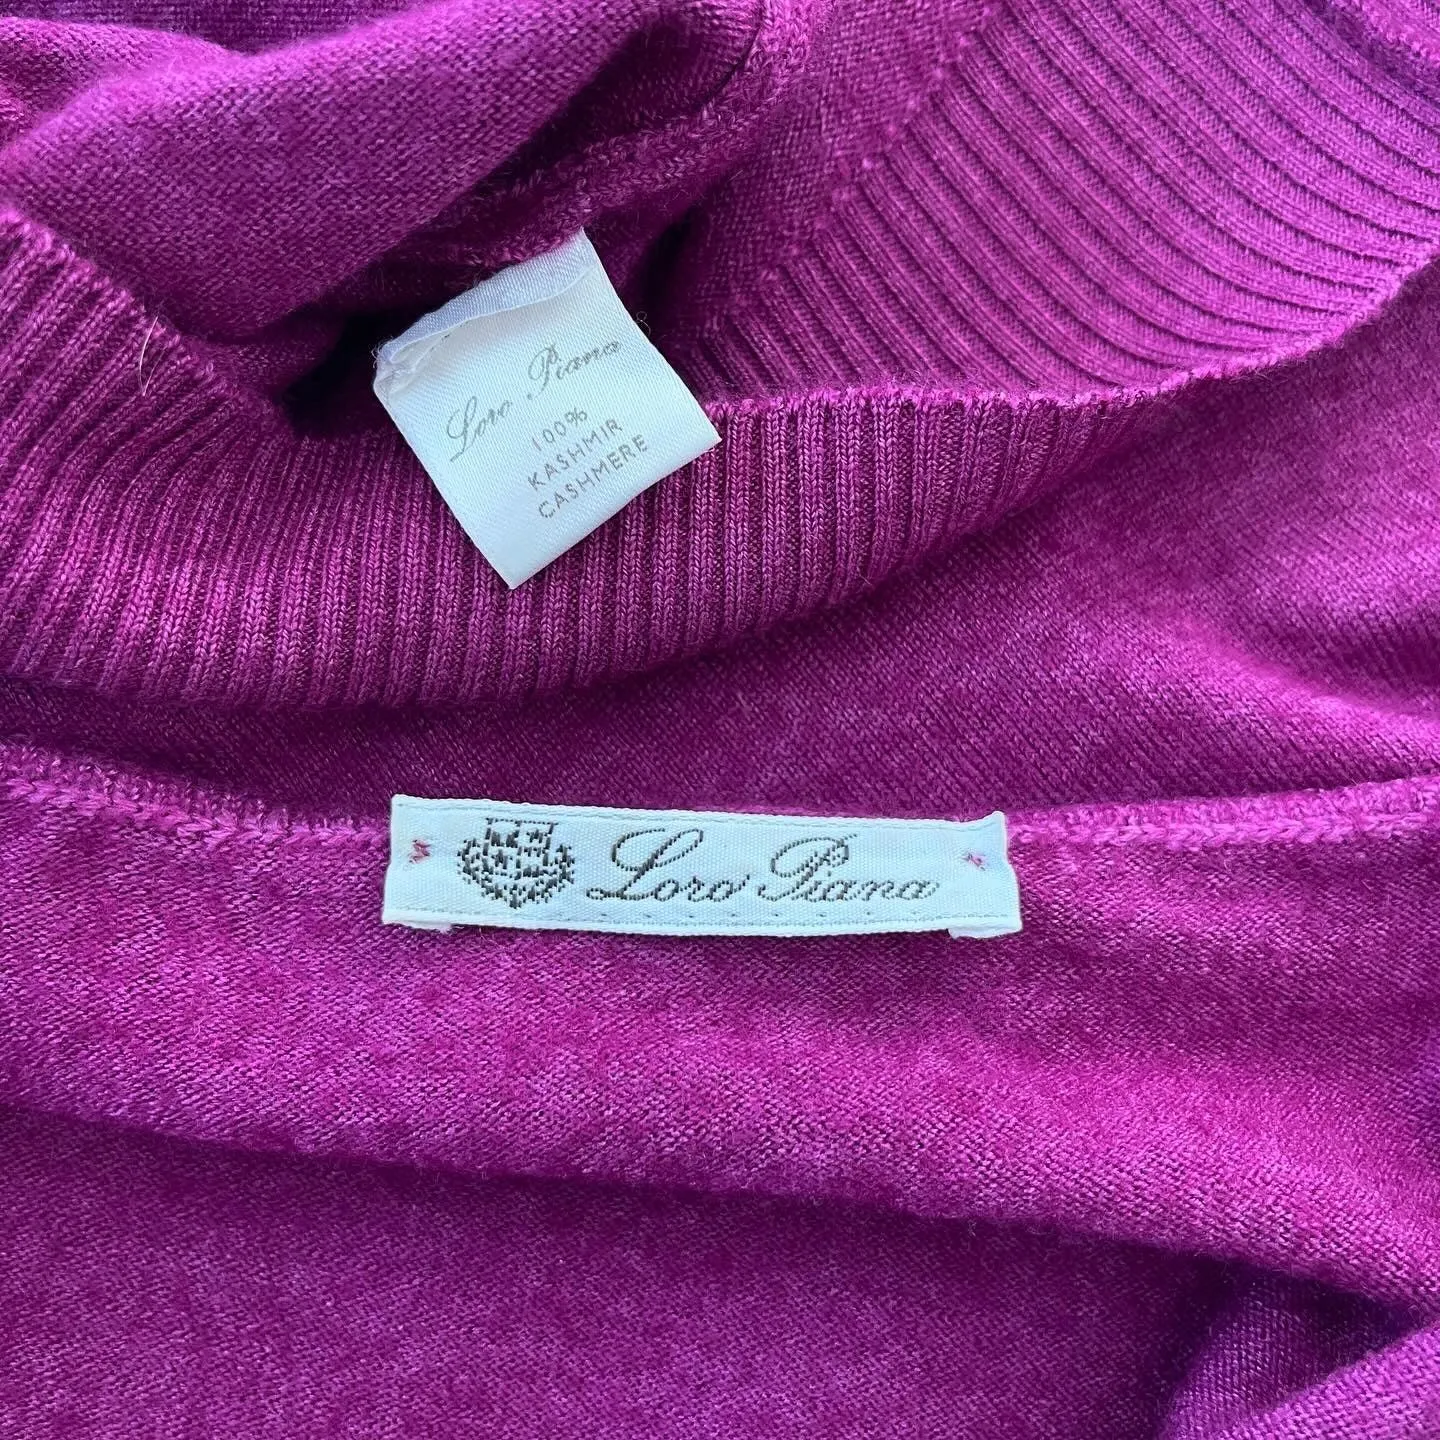 Loro Piana
100%
KASHMIR
CASHMERE
Loro Piana